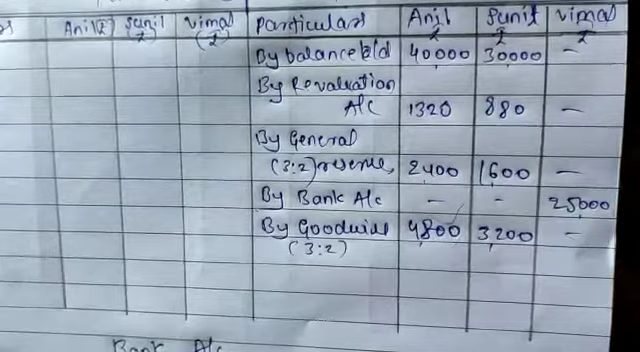 Anil(₹) Sunil (₹) Vimal (₹) Particulars Anil ₹ Sunil ₹ Vimal ₹
By balance b/d 40000 30000 -
By Revaluation
A/c 1320 880 -
By General
(3:2) reserve 2400 1600 -
By Bank A/c - - 25000
By Goodwill 4800 3200 -
(3:2)
Bank A/c